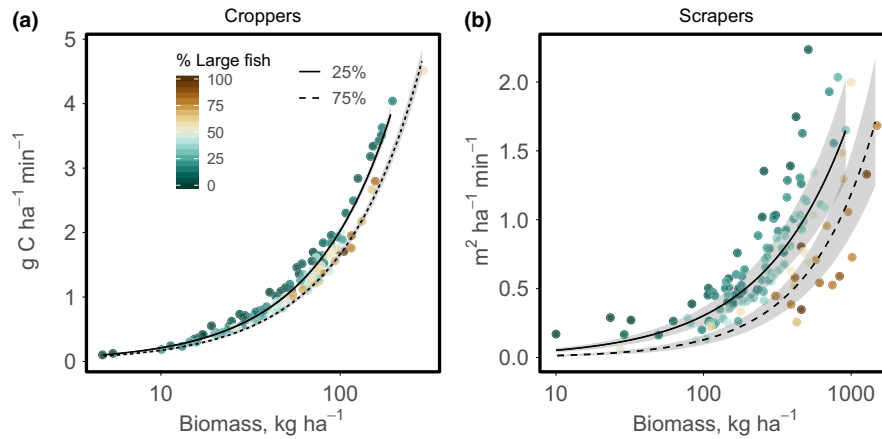 (a)
Croppers
% Large fish
100
75
50
25
0
25%
75%
5
4
3
2
1
0
g C ha⁻¹ min⁻¹
10
100
Biomass, kg ha⁻¹
(b)
Scrapers
2.0
1.5
1.0
0.5
0.0
m² ha⁻¹ min⁻¹
10
100
1000
Biomass, kg ha⁻¹